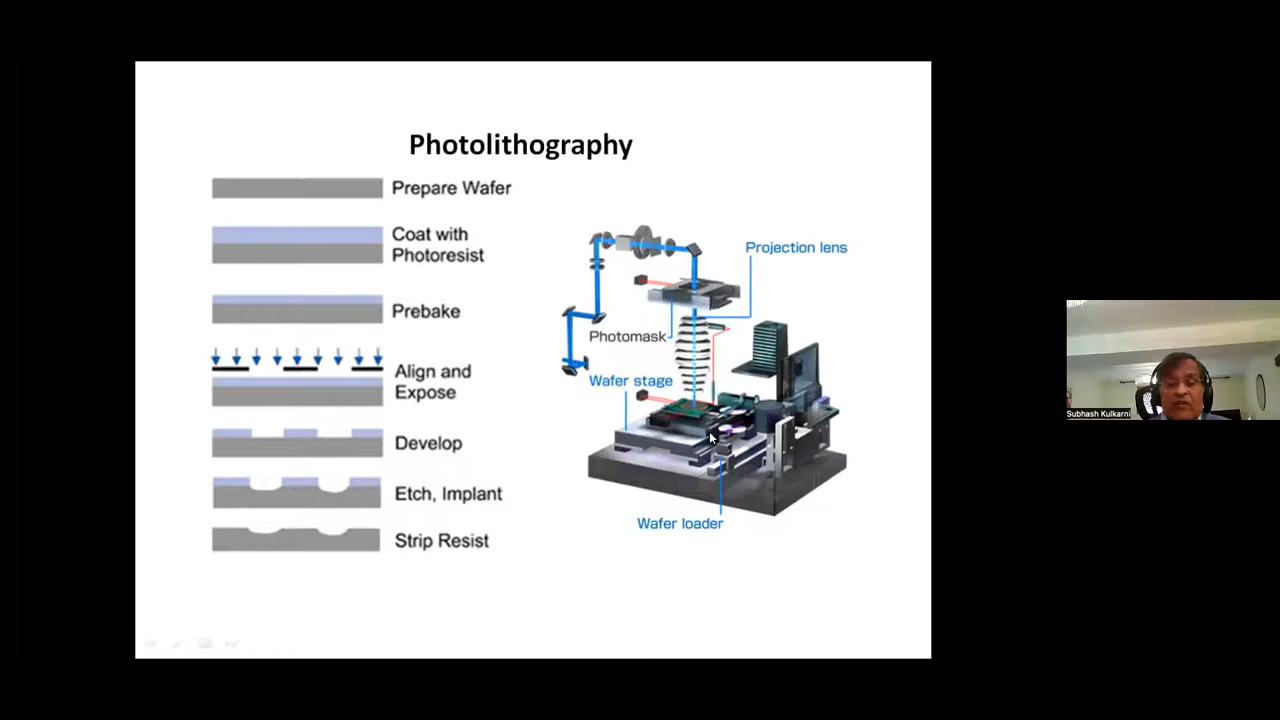 Photolithography
Prepare Wafer
Coat with
Photoresist
Prebake
Align and
Expose
Develop
Etch, Implant
Strip Resist
Projection lens
Photomask
Wafer stage
Wafer loader
Subhash Kulkarni